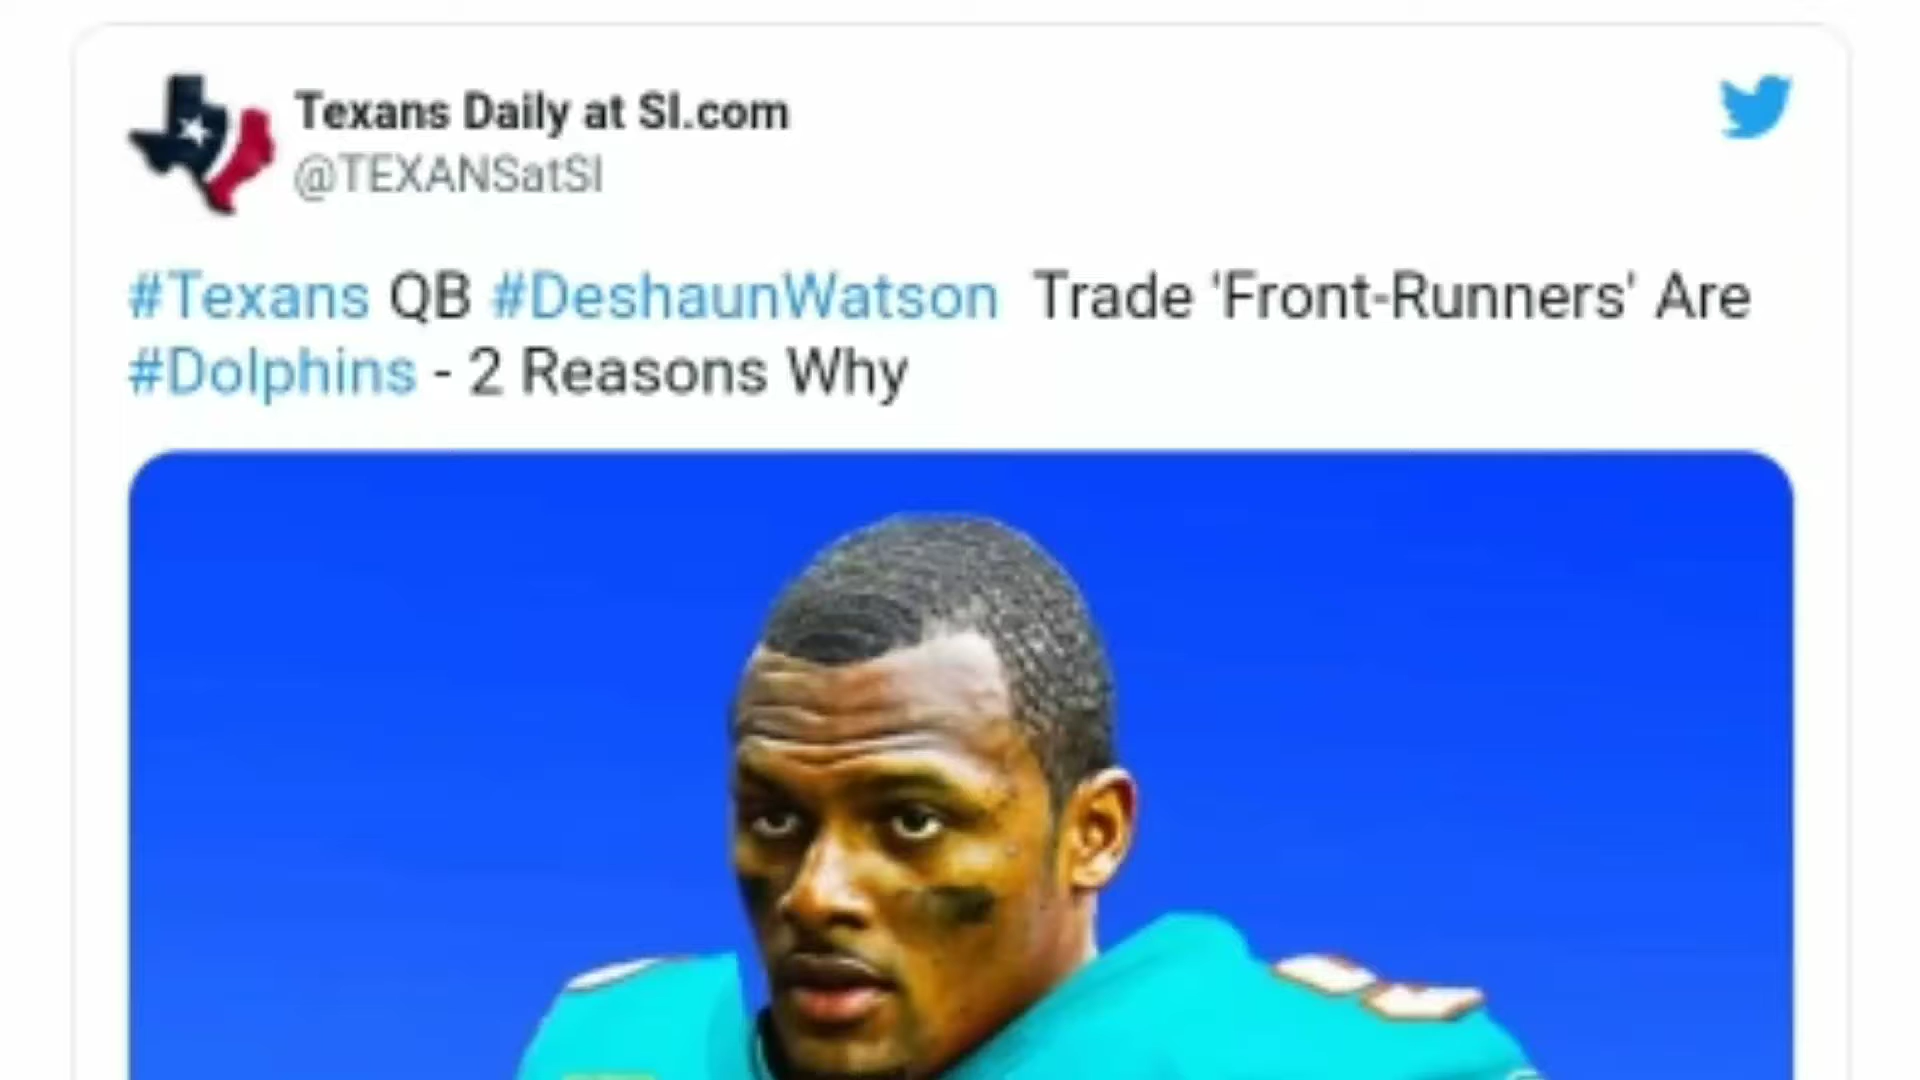 Texans Daily at SI.com
@TEXANSatSI
#Texans QB #DeshaunWatson Trade 'Front-Runners' Are
#Dolphins - 2 Reasons Why